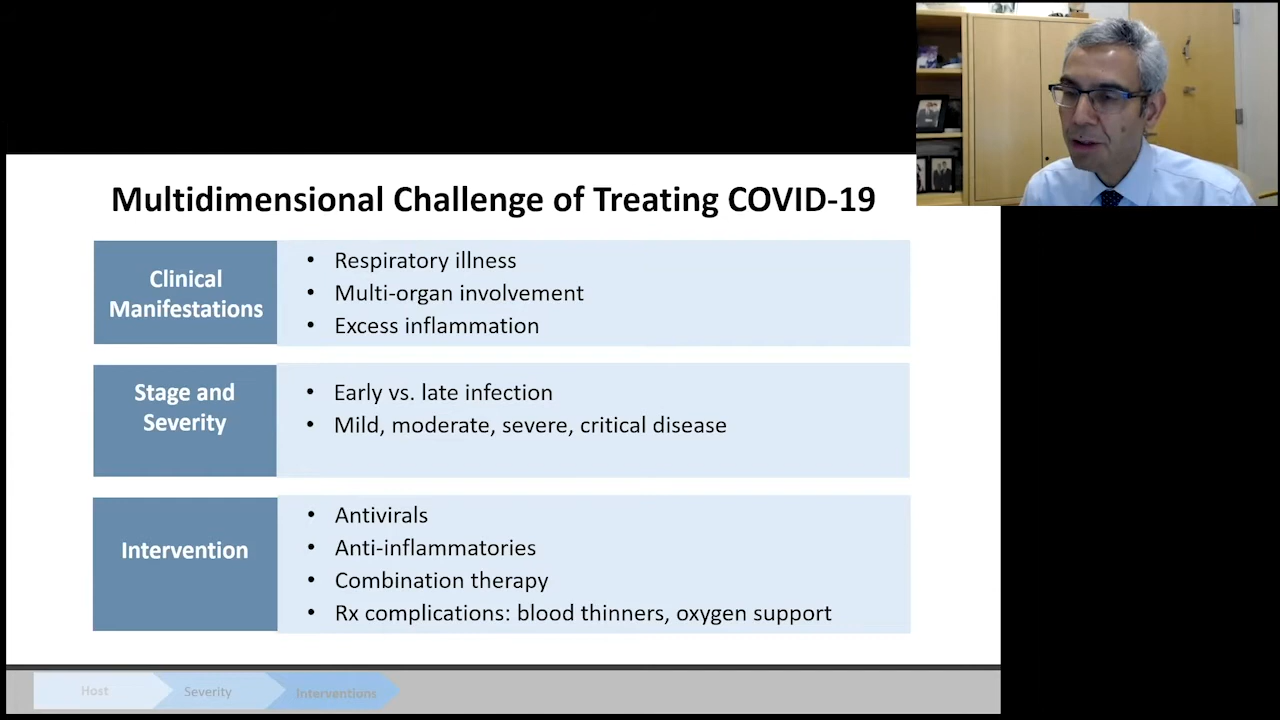 Multidimensional Challenge of Treating COVID-19
Clinical
Manifestations
• Respiratory illness
• Multi-organ involvement
• Excess inflammation
Stage and
Severity
• Early vs. late infection
• Mild, moderate, severe, critical disease
Intervention
• Antivirals
• Anti-inflammatories
• Combination therapy
• Rx complications: blood thinners, oxygen support
Host
Severity
Interventions